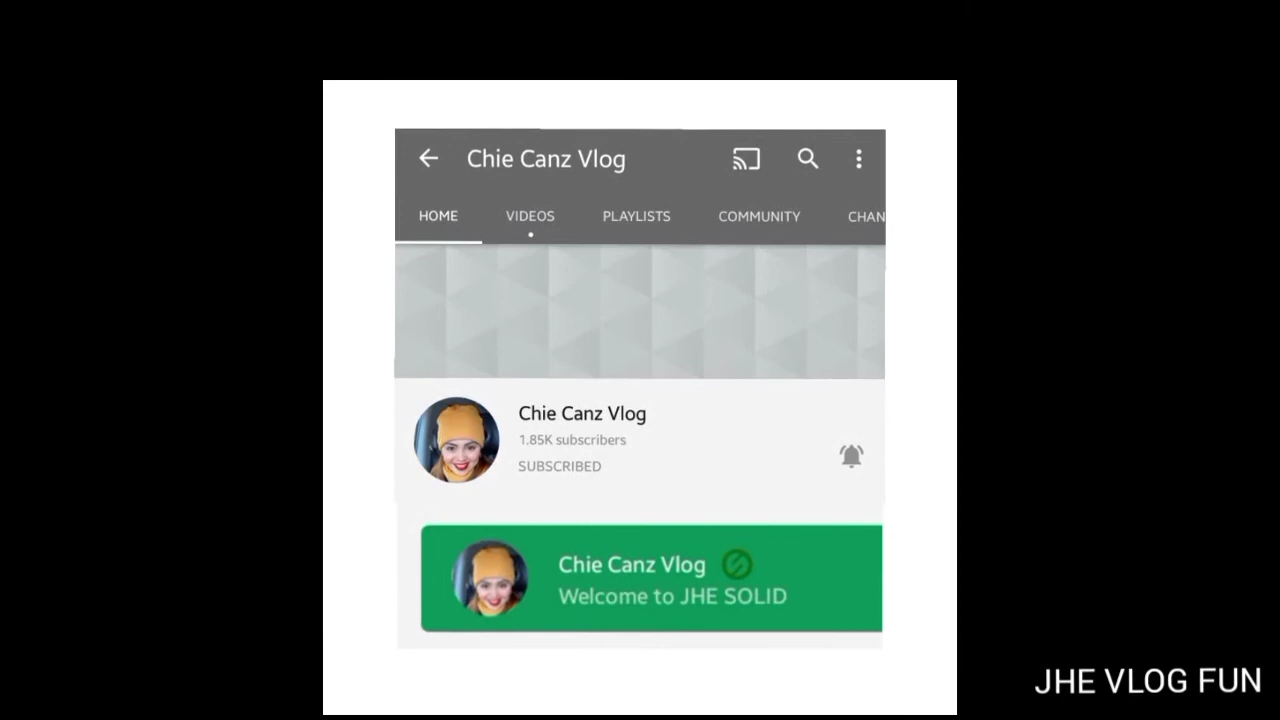 Chie Canz Vlog
HOME VIDEOS PLAYLISTS COMMUNITY CHAN
Chie Canz Vlog
1.85K subscribers
SUBSCRIBED
Chie Canz Vlog
Welcome to JHE SOLID
JHE VLOG FUN